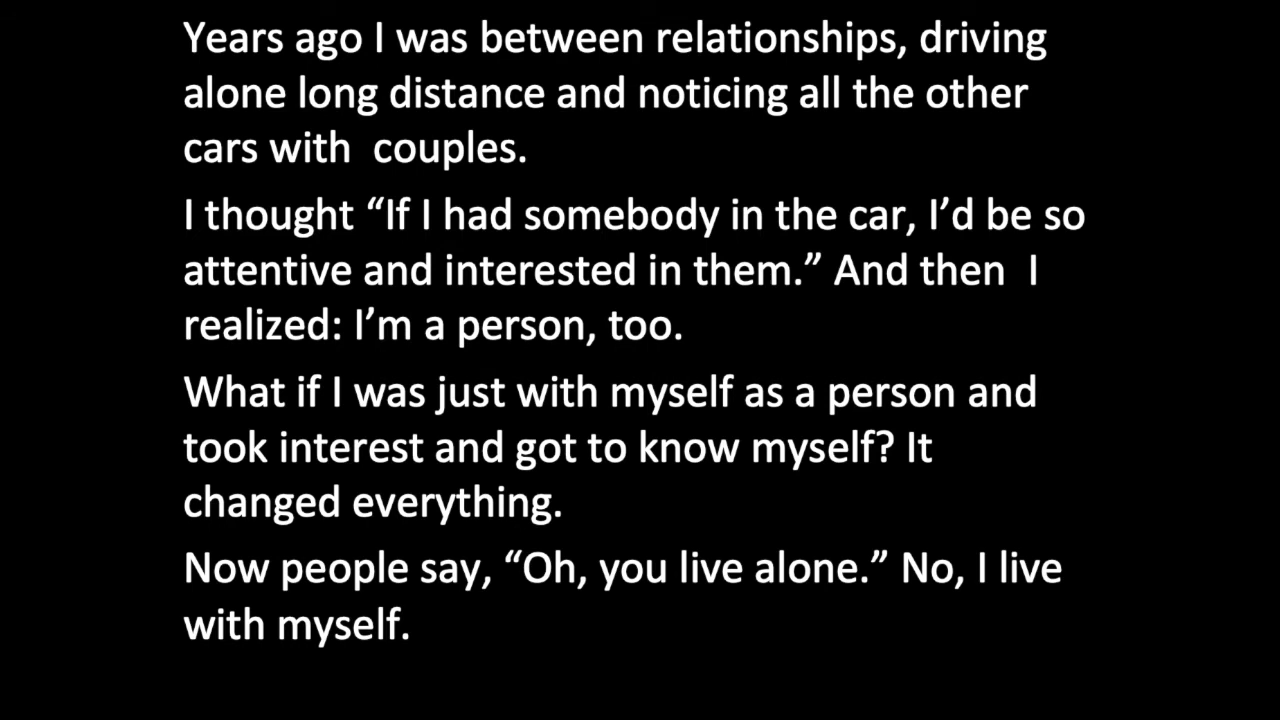 Years ago I was between relationships, driving
alone long distance and noticing all the other
cars with  couples.
I thought “If I had somebody in the car, I’d be so
attentive and interested in them.” And then  I
realized: I’m a person, too.
What if I was just with myself as a person and
took interest and got to know myself? It
changed everything.
Now people say, “Oh, you live alone.” No, I live
with myself.